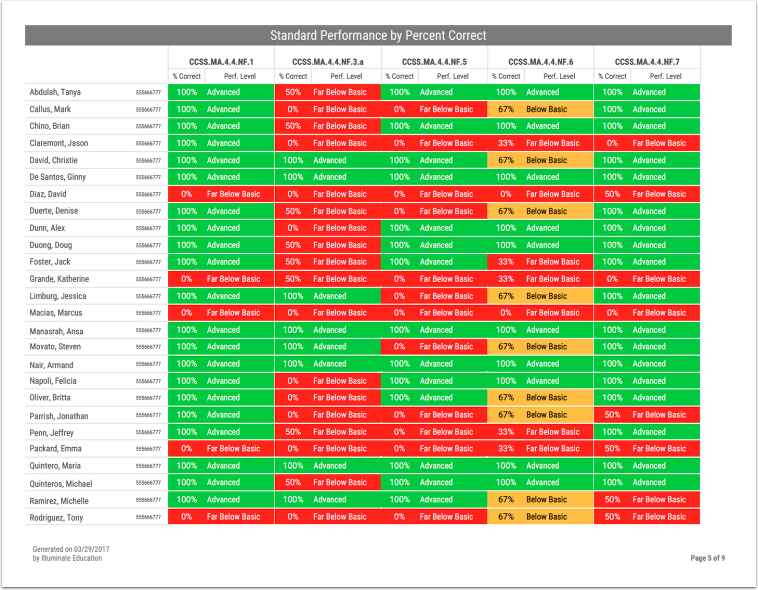 Standard Performance by Percent Correct
CCSS.MA.4.4.NF.1 CCSS.MA.4.4.NF.3.a CCSS.MA.4.4.NF.5 CCSS.MA.4.4.NF.6 CCSS.MA.4.4.NF.7
% Correct Perf. Level % Correct Perf. Level % Correct Perf. Level % Correct Perf. Level % Correct Perf. Level
Abdulah, Tanya 555666777 100% Advanced 50% Far Below Basic 100% Advanced 100% Advanced 100% Advanced
Callus, Mark 555666777 100% Advanced 0% Far Below Basic 0% Far Below Basic 67% Below Basic 100% Advanced
Chino, Brian 555666777 100% Advanced 50% Far Below Basic 100% Advanced 100% Advanced 100% Advanced
Claremont, Jason 555666777 100% Advanced 0% Far Below Basic 0% Far Below Basic 33% Far Below Basic 0% Far Below Basic
David, Christie 555666777 100% Advanced 100% Advanced 100% Advanced 67% Below Basic 100% Advanced
De Santos, Ginny 555666777 100% Advanced 100% Advanced 100% Advanced 100% Advanced 100% Advanced
Diaz, David 555666777 0% Far Below Basic 0% Far Below Basic 0% Far Below Basic 0% Far Below Basic 50% Far Below Basic
Duerte, Denise 555666777 100% Advanced 50% Far Below Basic 0% Far Below Basic 67% Below Basic 100% Advanced
Dunn, Alex 555666777 100% Advanced 0% Far Below Basic 100% Advanced 100% Advanced 100% Advanced
Duong, Doug 555666777 100% Advanced 50% Far Below Basic 100% Advanced 100% Advanced 100% Advanced
Foster, Jack 555666777 100% Advanced 50% Far Below Basic 100% Advanced 33% Far Below Basic 100% Advanced
Grande, Katherine 555666777 0% Far Below Basic 50% Far Below Basic 0% Far Below Basic 33% Far Below Basic 0% Far Below Basic
Limburg, Jessica 555666777 100% Advanced 100% Advanced 0% Far Below Basic 67% Below Basic 100% Advanced
Macias, Marcus 555666777 0% Far Below Basic 0% Far Below Basic 0% Far Below Basic 0% Far Below Basic 0% Far Below Basic
Manasrah, Ansa 555666777 100% Advanced 100% Advanced 100% Advanced 100% Advanced 100% Advanced
Movato, Steven 555666777 100% Advanced 100% Advanced 0% Far Below Basic 67% Below Basic 100% Advanced
Nair, Armand 555666777 100% Advanced 100% Advanced 100% Advanced 100% Advanced 100% Advanced
Napoli, Felicia 555666777 100% Advanced 0% Far Below Basic 100% Advanced 100% Advanced 100% Advanced
Oliver, Britta 555666777 100% Advanced 0% Far Below Basic 100% Advanced 67% Below Basic 100% Advanced
Parrish, Jonathan 555666777 100% Advanced 0% Far Below Basic 0% Far Below Basic 67% Below Basic 50% Far Below Basic
Penn, Jeffrey 555666777 100% Advanced 50% Far Below Basic 0% Far Below Basic 33% Far Below Basic 100% Advanced
Packard, Emma 555666777 0% Far Below Basic 0% Far Below Basic 0% Far Below Basic 33% Far Below Basic 50% Far Below Basic
Quintero, Maria 555666777 100% Advanced 100% Advanced 100% Advanced 100% Advanced 100% Advanced
Quinteros, Michael 555666777 100% Advanced 50% Far Below Basic 100% Advanced 100% Advanced 100% Advanced
Ramirez, Michelle 555666777 100% Advanced 100% Advanced 100% Advanced 67% Below Basic 50% Far Below Basic
Rodriguez, Tony 555666777 0% Far Below Basic 0% Far Below Basic 0% Far Below Basic 67% Below Basic 50% Far Below Basic
Generated on 03/29/2017
by Illuminate Education
Page 5 of 9